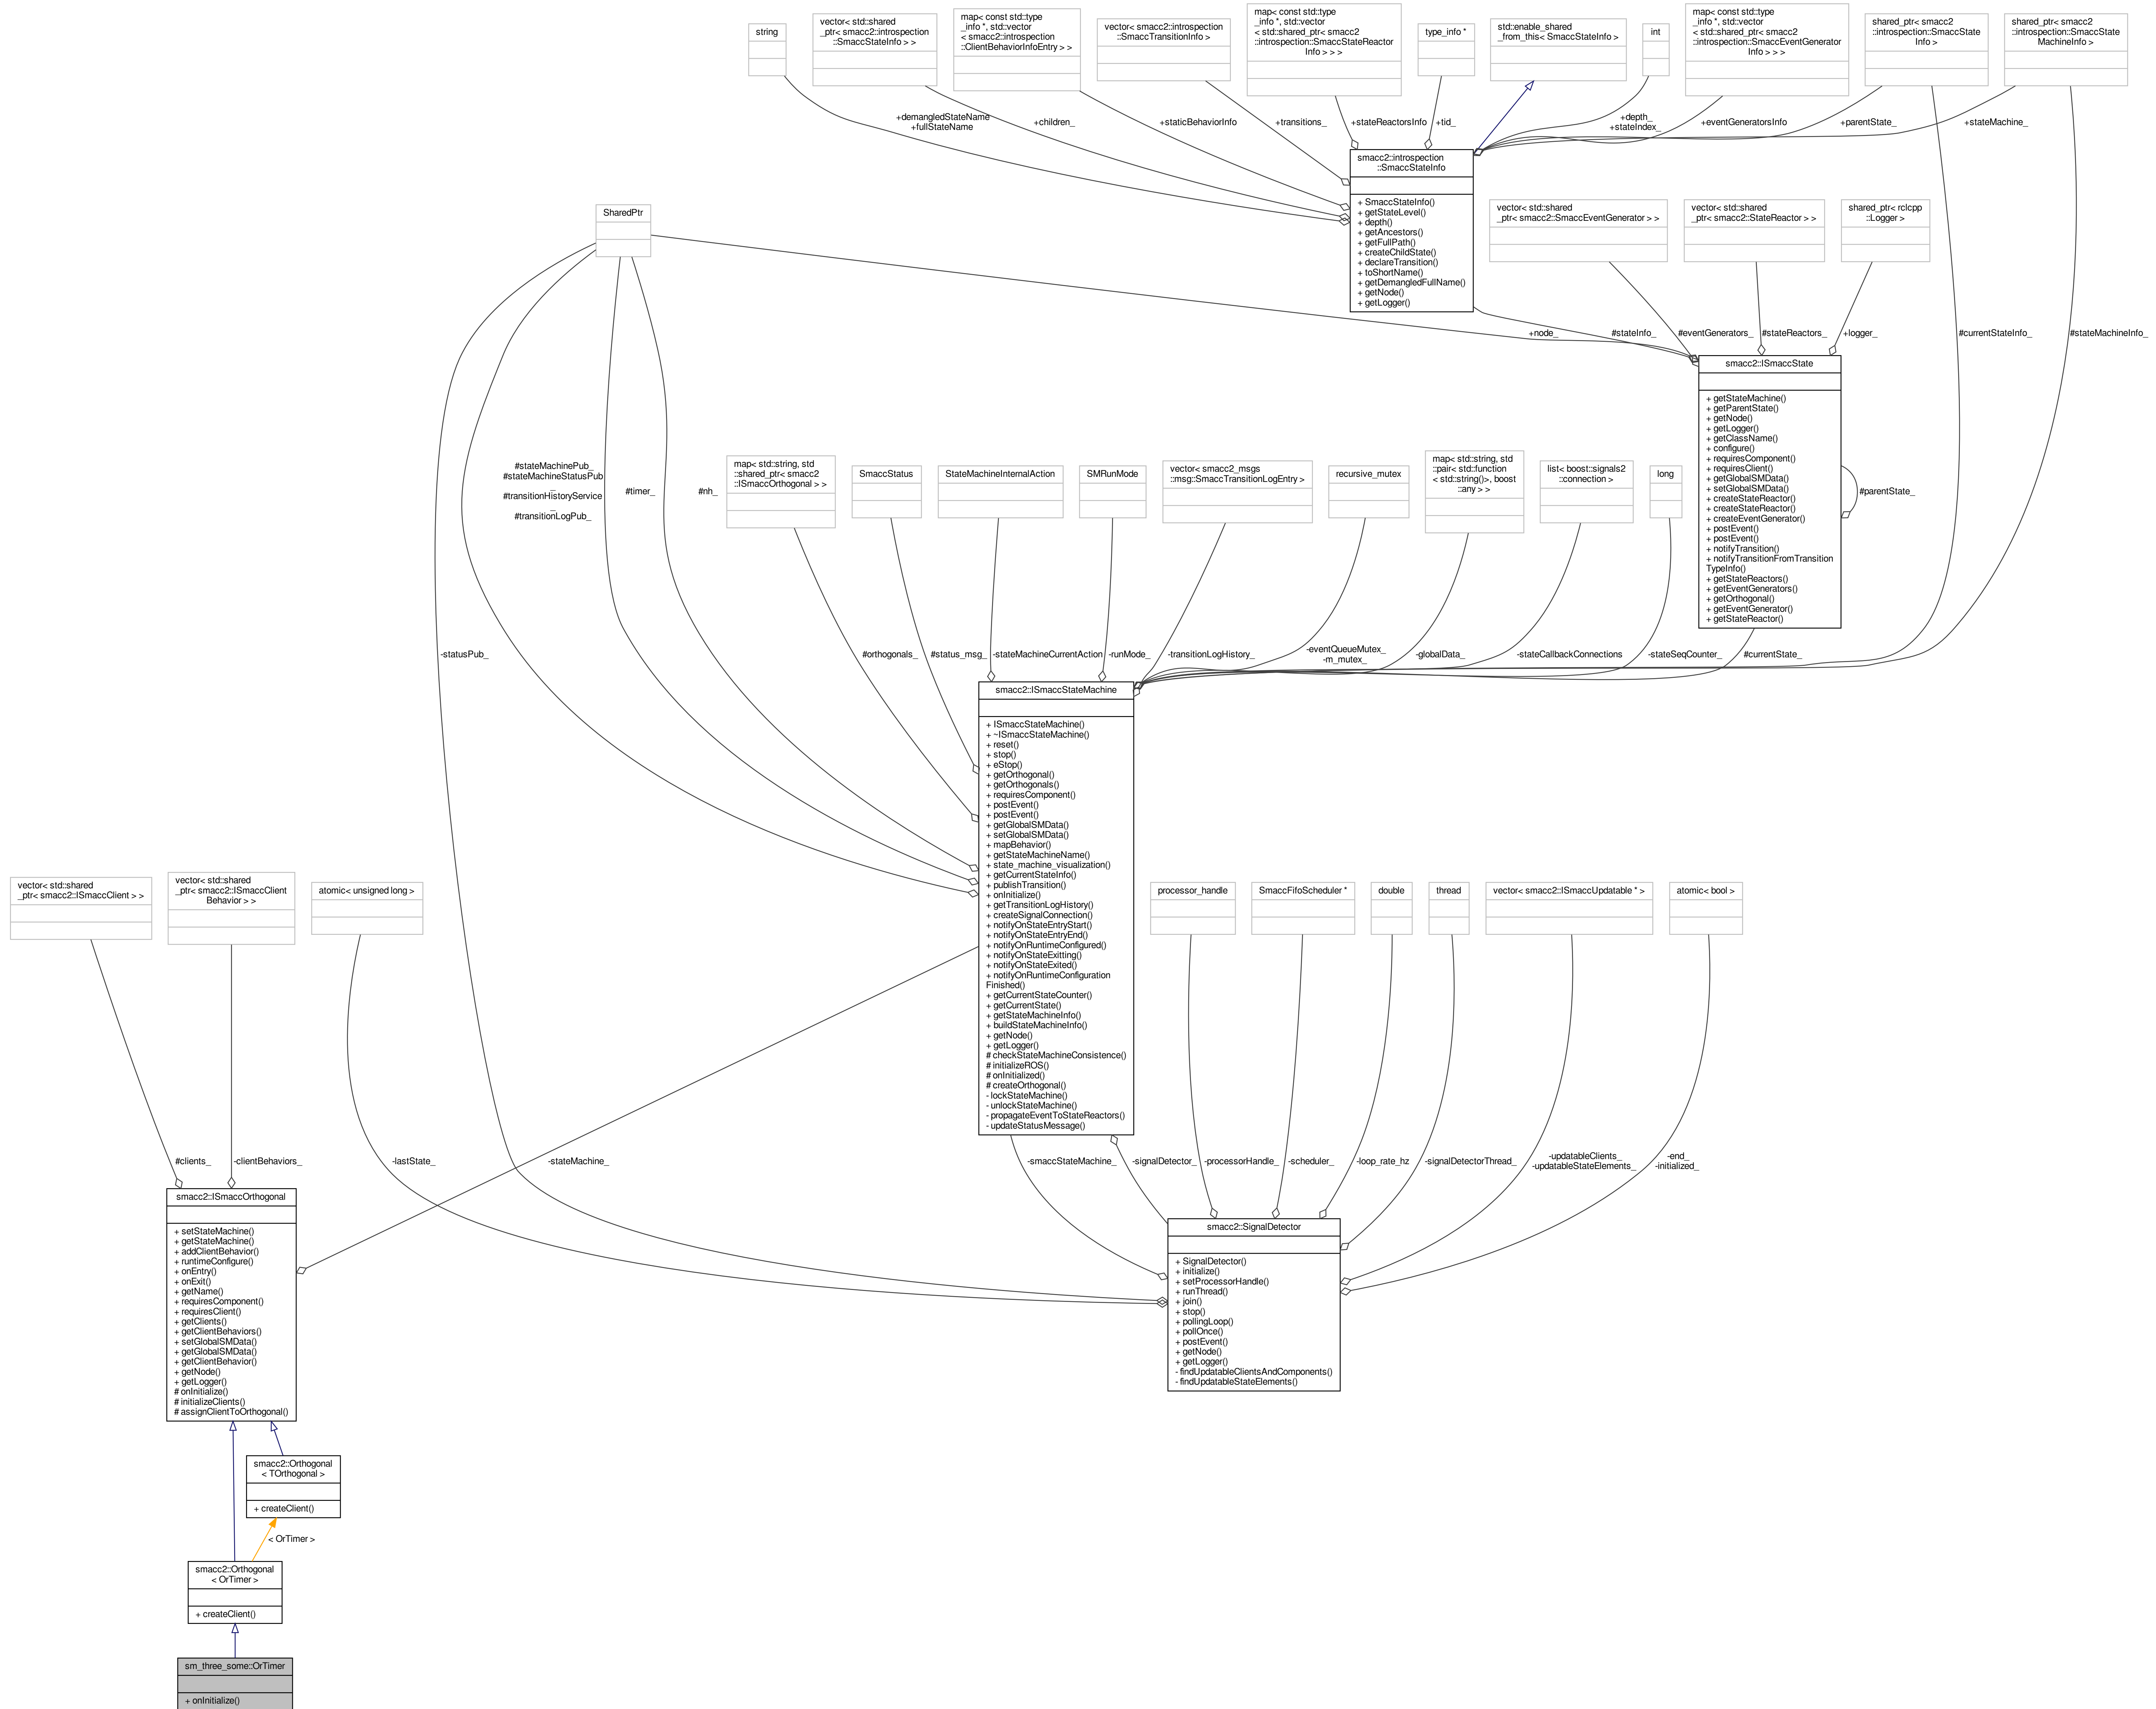 string
vector< std::shared
_ptr< smacc2::introspection
::SmaccStateInfo > >
map< const std::type
_info *, std::vector
< smacc2::introspection
::ClientBehaviorInfoEntry > >
vector< smacc2::introspection
::SmaccTransitionInfo >
map< const std::type
_info *, std::vector
< std::shared_ptr< smacc2
::introspection::SmaccStateReactor
Info > > >
type_info *
std::enable_shared
_from_this< SmaccStateInfo >
int
map< const std::type
_info *, std::vector
< std::shared_ptr< smacc2
::introspection::SmaccEventGenerator
Info > > >
shared_ptr< smacc2
::introspection::SmaccState
Info >
shared_ptr< smacc2
::introspection::SmaccState
MachineInfo >
+demangledStateName
+fullStateName
+children_
+staticBehaviorInfo
+transitions_
+stateReactorsInfo
+tid_
+depth_
+stateIndex_
+eventGeneratorsInfo
+parentState_
+stateMachine_
smacc2::introspection
::SmaccStateInfo
+ SmaccStateInfo()
+ getStateLevel()
+ depth()
+ getAncestors()
+ getFullPath()
+ createChildState()
+ declareTransition()
+ toShortName()
+ getDemangledFullName()
+ getNode()
+ getLogger()
SharedPtr
vector< std::shared
_ptr< smacc2::SmaccEventGenerator > >
vector< std::shared
_ptr< smacc2::StateReactor > >
shared_ptr< rclcpp
::Logger >
+node_
#stateInfo_
#eventGenerators_
#stateReactors_
+logger_
#currentStateInfo_
#stateMachineInfo_
smacc2::ISmaccState
+ getStateMachine()
+ getParentState()
+ getNode()
+ getLogger()
+ getClassName()
+ configure()
+ requiresComponent()
+ requiresClient()
+ getGlobalSMData()
+ setGlobalSMData()
+ createStateReactor()
+ createStateReactor()
+ createEventGenerator()
+ postEvent()
+ postEvent()
+ notifyTransition()
+ notifyTransitionFromTransition
TypeInfo()
+ getStateReactors()
+ getEventGenerators()
+ getOrthogonal()
+ getEventGenerator()
+ getStateReactor()
#parentState_
#stateMachinePub_
#stateMachineStatusPub
_
#transitionHistoryService
_
#transitionLogPub_
#timer_
#nh_
map< std::string, std
::shared_ptr< smacc2
::ISmaccOrthogonal > >
SmaccStatus
StateMachineInternalAction
SMRunMode
vector< smacc2_msgs
::msg::SmaccTransitionLogEntry >
recursive_mutex
map< std::string, std
::pair< std::function
< std::string()>, boost
::any > >
list< boost::signals2
::connection >
long
-statusPub_
#orthogonals_
#status_msg_
-stateMachineCurrentAction
-runMode_
-transitionLogHistory_
-eventQueueMutex_
-m_mutex_
-globalData_
-stateCallbackConnections
-stateSeqCounter_
#currentState_
smacc2::ISmaccStateMachine
+ ISmaccStateMachine()
+ ~ISmaccStateMachine()
+ reset()
+ stop()
+ eStop()
+ getOrthogonal()
+ getOrthogonals()
+ requiresComponent()
+ postEvent()
+ postEvent()
+ getGlobalSMData()
+ setGlobalSMData()
+ mapBehavior()
+ getStateMachineName()
+ state_machine_visualization()
+ getCurrentStateInfo()
+ publishTransition()
+ onInitialize()
+ getTransitionLogHistory()
+ createSignalConnection()
+ notifyOnStateEntryStart()
+ notifyOnStateEntryEnd()
+ notifyOnRuntimeConfigured()
+ notifyOnStateExitting()
+ notifyOnStateExited()
+ notifyOnRuntimeConfiguration
Finished()
+ getCurrentStateCounter()
+ getCurrentState()
+ getStateMachineInfo()
+ buildStateMachineInfo()
+ getNode()
+ getLogger()
# checkStateMachineConsistence()
# initializeROS()
# onInitialized()
# createOrthogonal()
- lockStateMachine()
- unlockStateMachine()
- propagateEventToStateReactors()
- updateStatusMessage()
vector< std::shared
_ptr< smacc2::ISmaccClient > >
vector< std::shared
_ptr< smacc2::ISmaccClient
Behavior > >
atomic< unsigned long >
processor_handle
SmaccFifoScheduler *
double
thread
vector< smacc2::ISmaccUpdatable * >
atomic< bool >
#clients_
-clientBehaviors_
-lastState_
-stateMachine_
-smaccStateMachine_
-signalDetector_
-processorHandle_
-scheduler_
-loop_rate_hz
-signalDetectorThread_
-updatableClients_
-updatableStateElements_
-end_
-initialized_
smacc2::ISmaccOrthogonal
+ setStateMachine()
+ getStateMachine()
+ addClientBehavior()
+ runtimeConfigure()
+ onEntry()
+ onExit()
+ getName()
+ requiresComponent()
+ requiresClient()
+ getClients()
+ getClientBehaviors()
+ setGlobalSMData()
+ getGlobalSMData()
+ getClientBehavior()
+ getNode()
+ getLogger()
# onInitialize()
# initializeClients()
# assignClientToOrthogonal()
smacc2::SignalDetector
+ SignalDetector()
+ initialize()
+ setProcessorHandle()
+ runThread()
+ join()
+ stop()
+ pollingLoop()
+ pollOnce()
+ postEvent()
+ getNode()
+ getLogger()
- findUpdatableClientsAndComponents()
- findUpdatableStateElements()
smacc2::Orthogonal
< TOrthogonal >
+ createClient()
< OrTimer >
smacc2::Orthogonal
< OrTimer >
+ createClient()
sm_three_some::OrTimer
+ onInitialize()